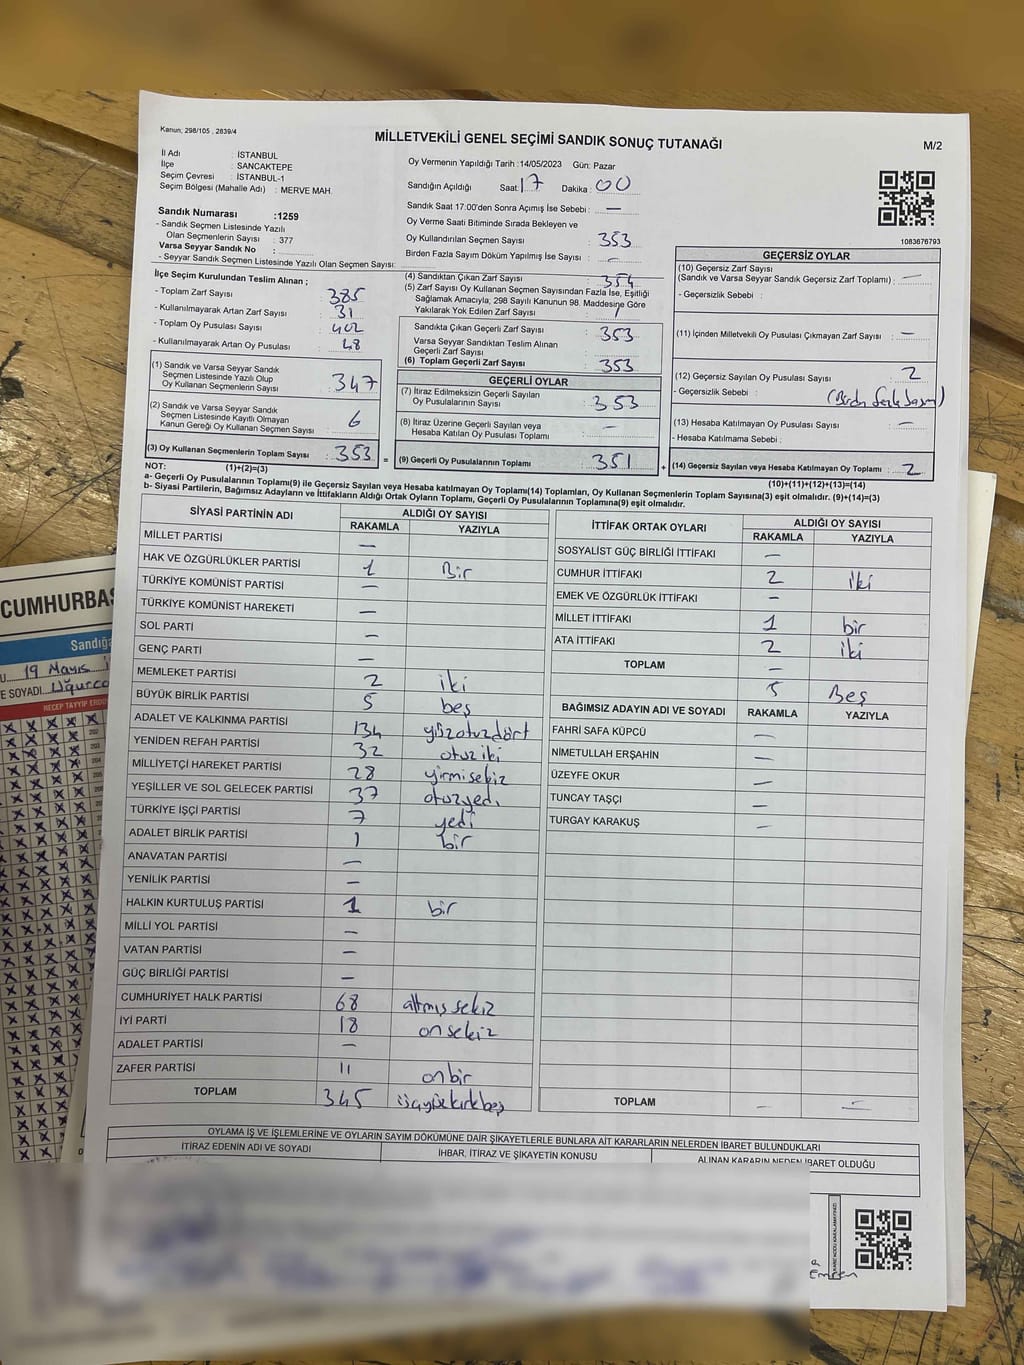 Kanun; 298/105 , 2839/4
MİLLETVEKİLİ GENEL SEÇİMİ SANDIK SONUÇ TUTANAĞI
M/2
İl Adı : İSTANBUL
İlçe : SANCAKTEPE
Seçim Çevresi : İSTANBUL-1
Seçim Bölgesi (Mahalle Adı) : MERVE MAH.
Oy Vermenin Yapıldığı Tarih :14/05/2023 Gün: Pazar
Sandığın Açıldığı Saat: 17 Dakika : 00
Sandık Saat 17:00'den Sonra Açımış İse Sebebi : —
Oy Verme Saati Bitiminde Sırada Bekleyen ve
Oy Kullandırılan Seçmen Sayısı : 353
Birden Fazla Sayım Döküm Yapılmış İse Sayısı : —
1083676793
Sandık Numarası :1259
- Sandık Seçmen Listesinde Yazılı
Olan Seçmenlerin Sayısı : 377
Varsa Seyyar Sandık No :
- Seyyar Sandık Seçmen Listesinde Yazılı Olan Seçmen Sayısı:
İlçe Seçim Kurulundan Teslim Alınan ;
- Toplam Zarf Sayısı : 385
- Kullanılmayarak Artan Zarf Sayısı : 31
- Toplam Oy Pusulası Sayısı : 402
- Kullanılmayarak Artan Oy Pusulası : 48
(1) Sandık ve Varsa Seyyar Sandık
Seçmen Listesinde Yazılı Olup
Oy Kullanan Seçmenlerin Sayısı : 347
(2) Sandık ve Varsa Seyyar Sandık
Seçmen Listesinde Kayıtlı Olmayan
Kanun Gereği Oy Kullanan Seçmen Sayısı : 6
(3) Oy Kullanan Seçmenlerin Toplam Sayısı : 353 =
(4) Sandıktan Çıkan Zarf Sayısı : 354
(5) Zarf Sayısı Oy Kullanan Seçmen Sayısından Fazla İse, Eşitliği
Sağlamak Amacıyla, 298 Sayılı Kanunun 98. Maddesine Göre
Yakılarak Yok Edilen Zarf Sayısı : 1
Sandıkta Çıkan Geçerli Zarf Sayısı : 353
Varsa Seyyar Sandıktan Teslim Alınan
Geçerli Zarf Sayısı :
(6) Toplam Geçerli Zarf Sayısı : 353
GEÇERLİ OYLAR
(7) İtiraz Edilmeksizin Geçerli Sayılan
Oy Pusulalarının Sayısı : 353
(8) İtiraz Üzerine Geçerli Sayılan veya
Hesaba Katılan Oy Pusulası Toplamı : —
(9) Geçerli Oy Pusulalarının Toplamı : 351 +
GEÇERSİZ OYLAR
(10) Geçersiz Zarf Sayısı
(Sandık ve Varsa Seyyar Sandık Geçersiz Zarf Toplamı) : —
- Geçersizlik Sebebi :
(11) İçinden Milletvekili Oy Pusulası Çıkmayan Zarf Sayısı : —
(12) Geçersiz Sayılan Oy Pusulası Sayısı : 2
- Geçersizlik Sebebi :
(13) Hesaba Katılmayan Oy Pusulası Sayısı : —
- Hesaba Katılmama Sebebi :
(14) Geçersiz Sayılan veya Hesaba Katılmayan Oy Toplamı : 2
NOT: (1)+(2)=(3) (10)+(11)+(12)+(13)=(14)
a- Geçerli Oy Pusulalarının Toplamı(9) ile Geçersiz Sayılan veya Hesaba katılmayan Oy Toplamı(14) Toplamları, Oy Kullanan Seçmenlerin Toplam Sayısına(3) eşit olmalıdır. (9)+(14)=(3)
b- Siyasi Partilerin, Bağımsız Adayların ve İttifakların Aldığı Ortak Oyların Toplamı, Geçerli Oy Pusulalarının Toplamına(9) eşit olmalıdır.
SİYASİ PARTİNİN ADI ALDIĞI OY SAYISI
RAKAMLA YAZIYLA
MİLLET PARTİSİ —
HAK VE ÖZGÜRLÜKLER PARTİSİ 1 Bir
TÜRKİYE KOMÜNİST PARTİSİ —
TÜRKİYE KOMÜNİST HAREKETİ —
SOL PARTİ —
GENÇ PARTİ —
MEMLEKET PARTİSİ 2 iki
BÜYÜK BİRLİK PARTİSİ 5 beş
ADALET VE KALKINMA PARTİSİ 134 yüzotuzdört
YENİDEN REFAH PARTİSİ 32 otuziki
MİLLİYETÇİ HAREKET PARTİSİ 28 yirmisekiz
YEŞİLLER VE SOL GELECEK PARTİSİ 37 otuzyedi
TÜRKİYE İŞÇİ PARTİSİ 7 yedi
ADALET BİRLİK PARTİSİ 1 bir
ANAVATAN PARTİSİ —
YENİLİK PARTİSİ —
HALKIN KURTULUŞ PARTİSİ 1 bir
MİLLİ YOL PARTİSİ —
VATAN PARTİSİ —
GÜÇ BİRLİĞİ PARTİSİ —
CUMHURİYET HALK PARTİSİ 68 altmış sekiz
İYİ PARTİ 18 on sekiz
ADALET PARTİSİ —
ZAFER PARTİSİ 11 onbir
TOPLAM 345 üçyüzkırkbeş
İTTİFAK ORTAK OYLARI ALDIĞI OY SAYISI
RAKAMLA YAZIYLA
SOSYALİST GÜÇ BİRLİĞİ İTTİFAKI —
CUMHUR İTTİFAKI 2 iki
EMEK VE ÖZGÜRLÜK İTTİFAKI —
MİLLET İTTİFAKI 1 bir
ATA İTTİFAKI 2 iki
TOPLAM —
5 Beş
BAĞIMSIZ ADAYIN ADI VE SOYADI RAKAMLA YAZIYLA
FAHRİ SAFA KÜPCÜ —
NİMETULLAH ERŞAHİN —
ÜZEYFE OKUR —
TUNCAY TAŞÇI —
TURGAY KARAKUŞ —
TOPLAM — —
OYLAMA İŞ VE İŞLEMLERİNE VE OYLARIN SAYIM DÖKÜMÜNE DAİR ŞİKAYETLERLE BUNLARA AİT KARARLARIN NELERDEN İBARET BULUNDUKLARI
İTİRAZ EDENİN ADI VE SOYADI İHBAR, İTİRAZ VE ŞİKAYETİN KONUSU ALINAN KARARIN NEDEN İBARET OLDUĞU
CUMHURBAŞ
Sandığ
19 Mayıs
E SOYADI
RECEP TAYYİP ERDO